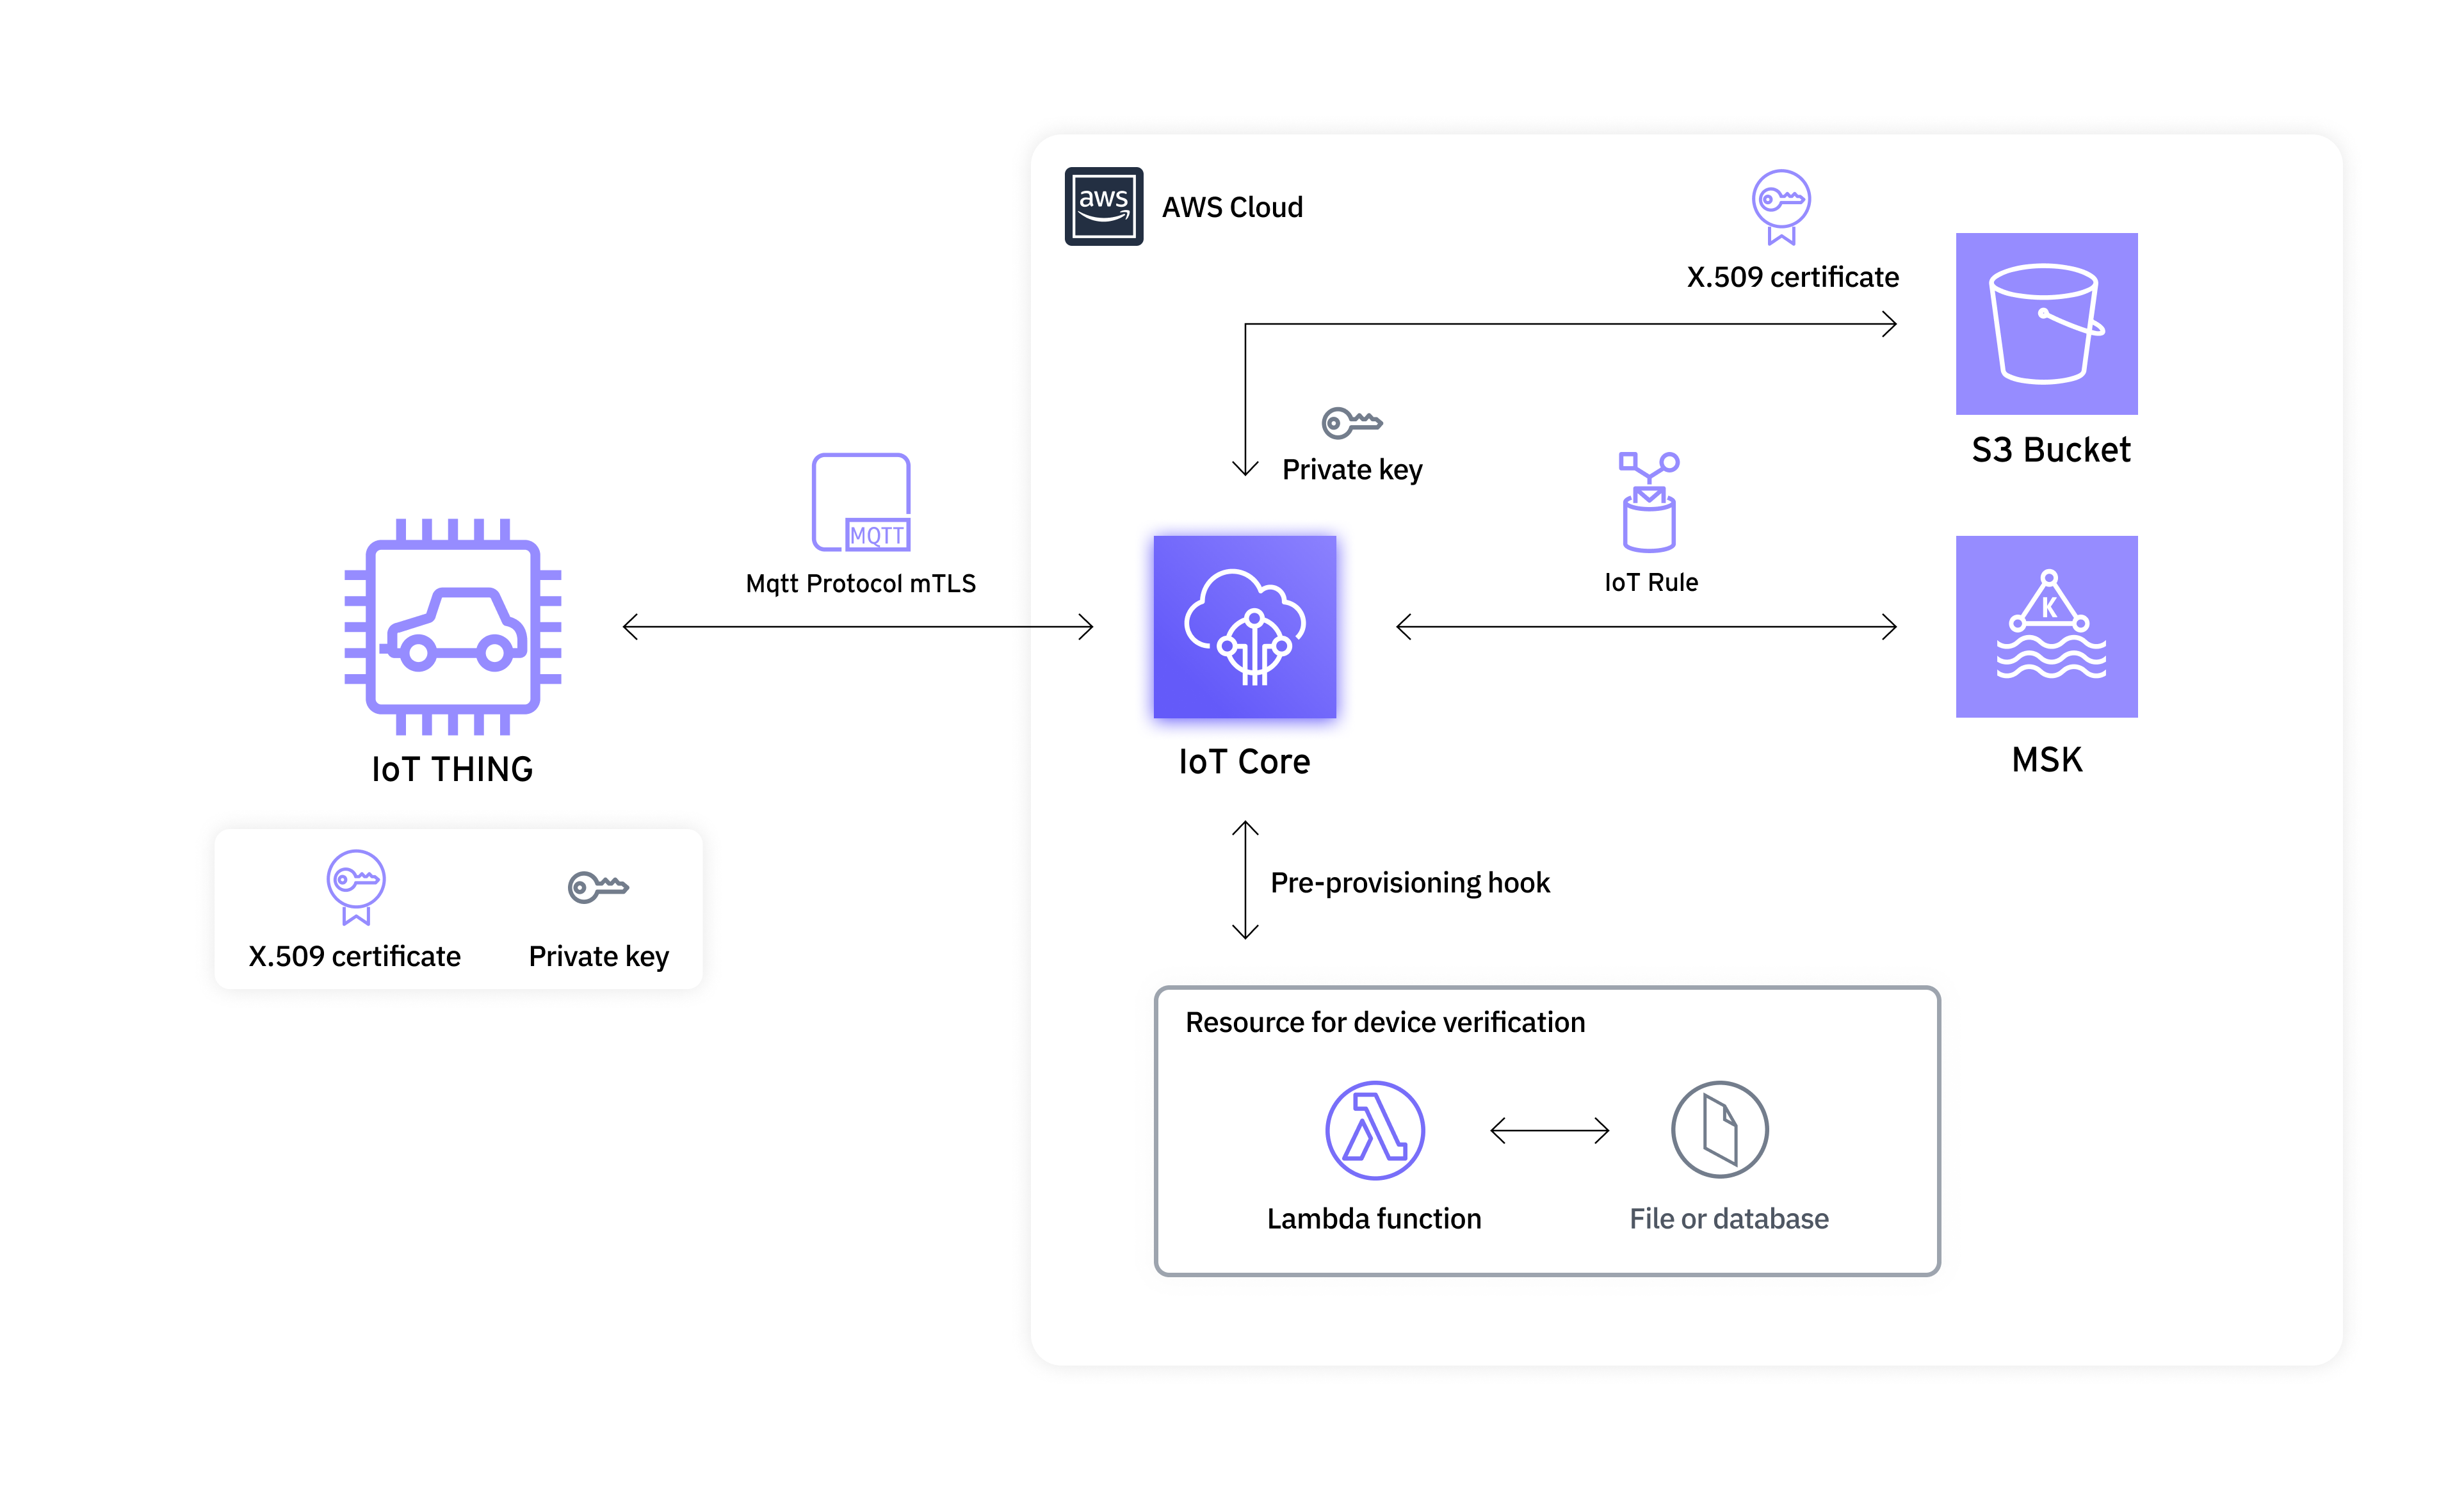 aws
AWS Cloud
X.509 certificate
S3 Bucket
Private key
MQTT
Mqtt Protocol mTLS
IoT Rule
K
IoT THING
IoT Core
MSK
X.509 certificate
Private key
Pre-provisioning hook
Resource for device verification
Lambda function
File or database